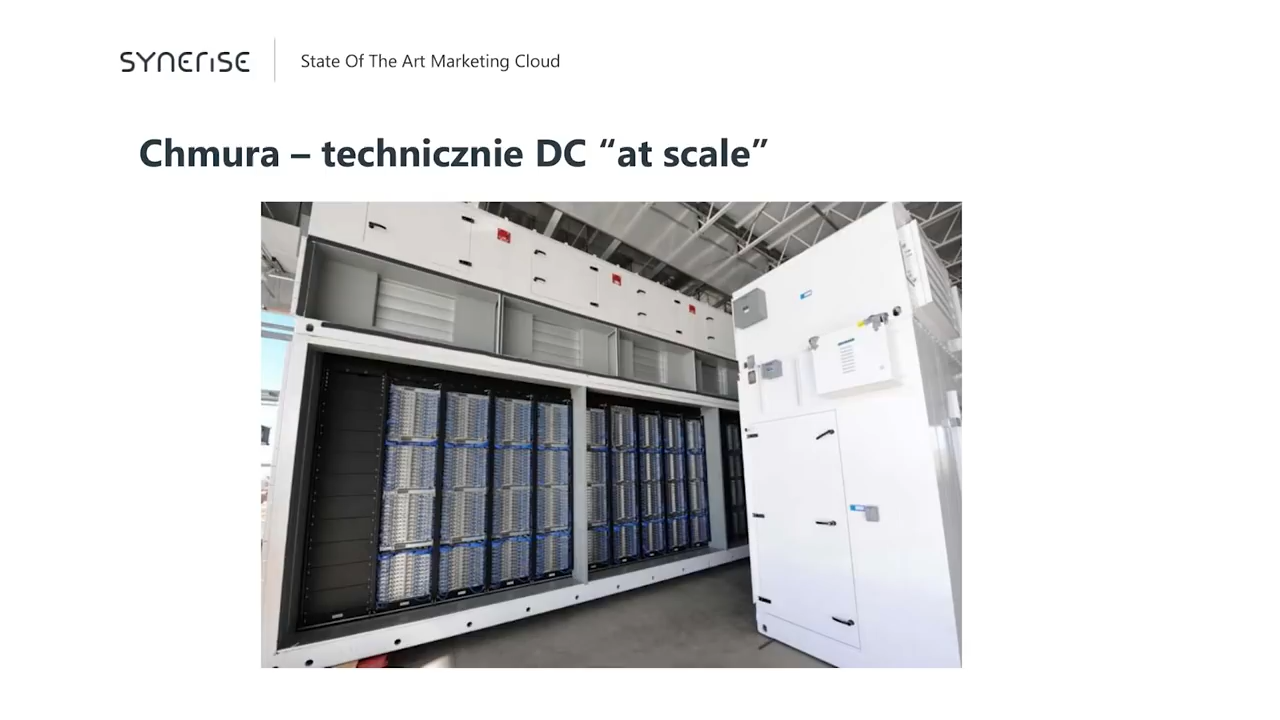 SYNERISE
State Of The Art Marketing Cloud
Chmura – technicznie DC “at scale”